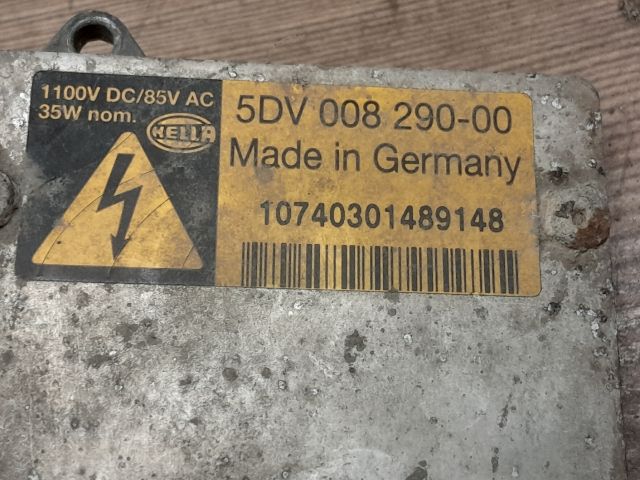 1100V DC/85V AC
35W nom.
HELLA
5DV 008 290-00
Made in Germany
10740301489148